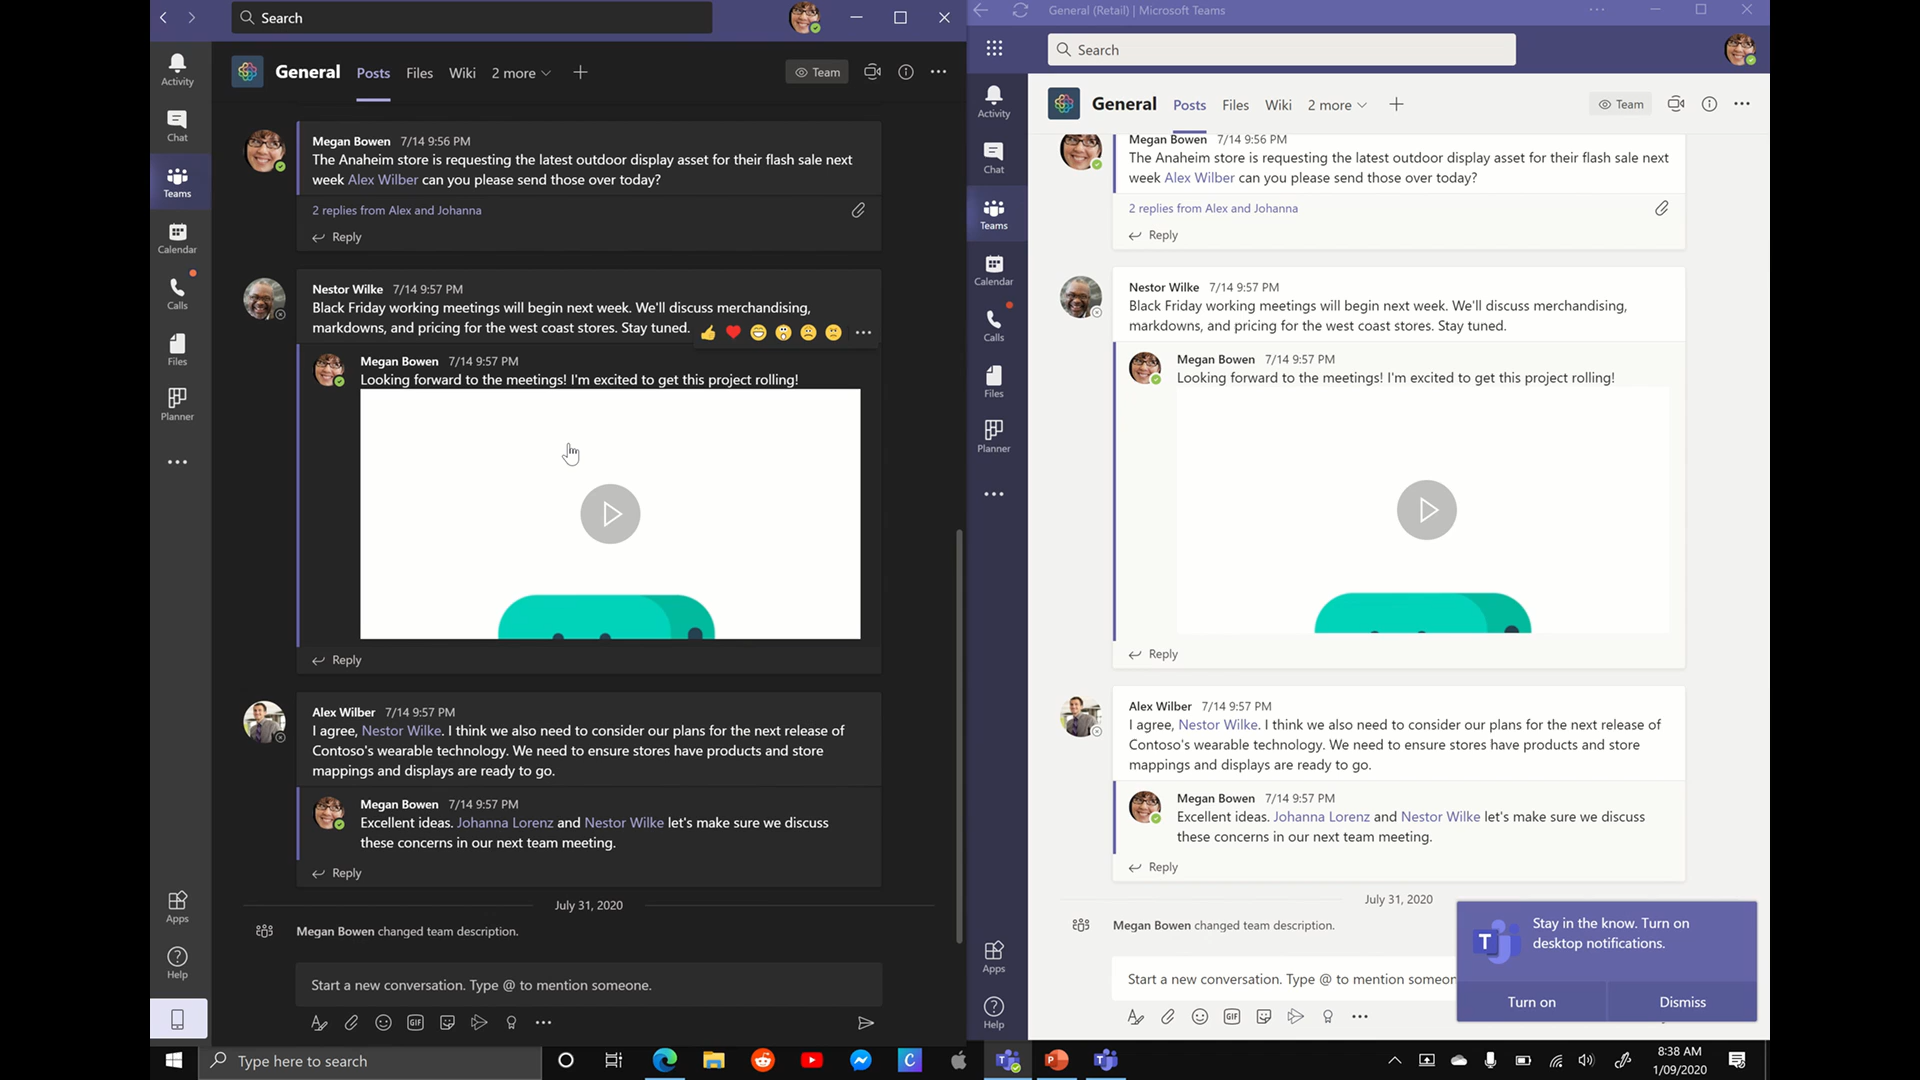 Search
General
Posts
Files
Wiki
2 more
Team
Activity
Chat
Teams
Calendar
Calls
Files
Planner
Apps
Help
Megan Bowen 7/14 9:56 PM
The Anaheim store is requesting the latest outdoor display asset for their flash sale next
week Alex Wilber can you please send those over today?
2 replies from Alex and Johanna
Reply
Nestor Wilke 7/14 9:57 PM
Black Friday working meetings will begin next week. We'll discuss merchandising,
markdowns, and pricing for the west coast stores. Stay tuned.
Megan Bowen 7/14 9:57 PM
Looking forward to the meetings! I'm excited to get this project rolling!
Reply
Alex Wilber 7/14 9:57 PM
I agree, Nestor Wilke. I think we also need to consider our plans for the next release of
Contoso's wearable technology. We need to ensure stores have products and store
mappings and displays are ready to go.
Megan Bowen 7/14 9:57 PM
Excellent ideas. Johanna Lorenz and Nestor Wilke let's make sure we discuss
these concerns in our next team meeting.
Reply
July 31, 2020
Megan Bowen changed team description.
Start a new conversation. Type @ to mention someone.
GIF
General (Retail) | Microsoft Teams
Search
General
Posts
Files
Wiki
2 more
Team
Activity
Chat
Teams
Calendar
Calls
Files
Planner
Apps
Help
Megan Bowen 7/14 9:56 PM
The Anaheim store is requesting the latest outdoor display asset for their flash sale next
week Alex Wilber can you please send those over today?
2 replies from Alex and Johanna
Reply
Nestor Wilke 7/14 9:57 PM
Black Friday working meetings will begin next week. We'll discuss merchandising,
markdowns, and pricing for the west coast stores. Stay tuned.
Megan Bowen 7/14 9:57 PM
Looking forward to the meetings! I'm excited to get this project rolling!
Reply
Alex Wilber 7/14 9:57 PM
I agree, Nestor Wilke. I think we also need to consider our plans for the next release of
Contoso's wearable technology. We need to ensure stores have products and store
mappings and displays are ready to go.
Megan Bowen 7/14 9:57 PM
Excellent ideas. Johanna Lorenz and Nestor Wilke let's make sure we discuss
these concerns in our next team meeting.
Reply
July 31, 2020
Megan Bowen changed team description.
Start a new conversation. Type @ to mention someon
GIF
T
Stay in the know. Turn on
desktop notifications.
Turn on
Dismiss
Type here to search
8:38 AM
1/09/2020